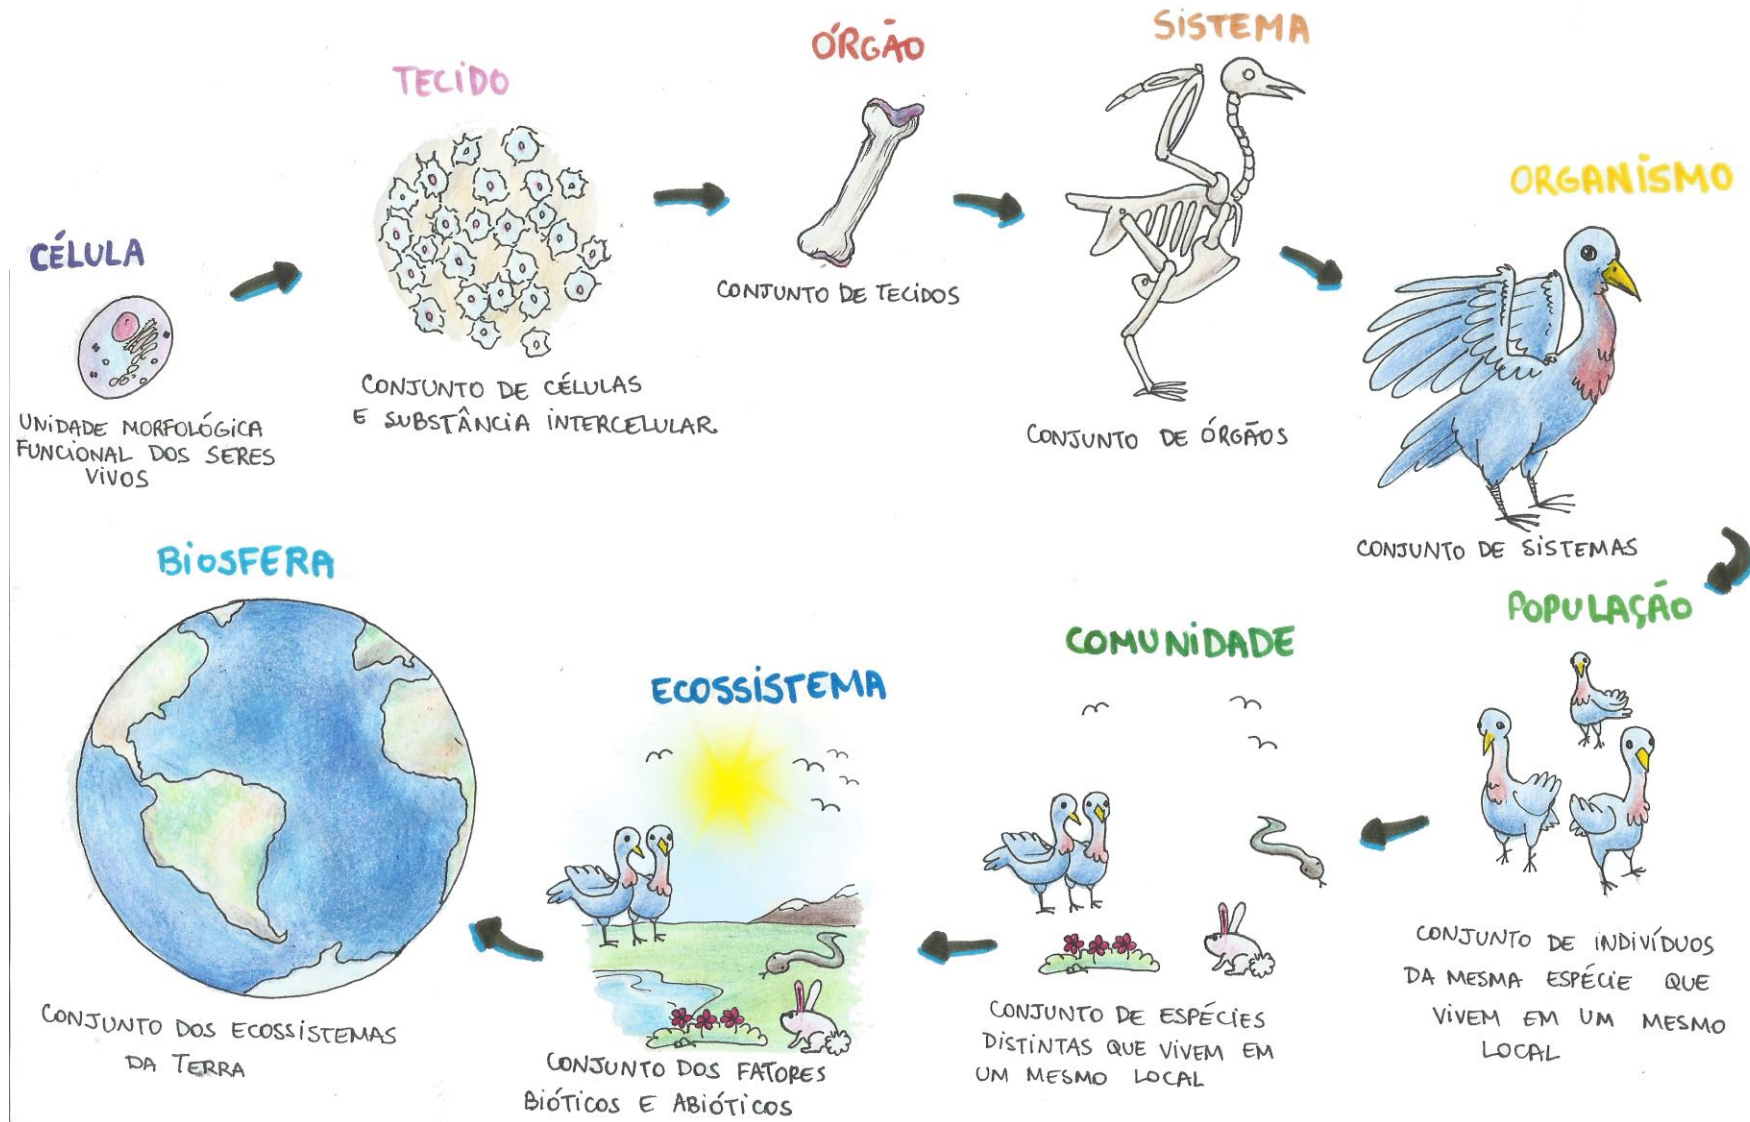 CÉLULA
UNIDADE MORFOLÓGICA
FUNCIONAL DOS SERES
VIVOS
TECIDO
CONJUNTO DE CÉLULAS
E SUBSTÂNCIA INTERCELULAR
ÓRGÃO
CONJUNTO DE TECIDOS
SISTEMA
CONJUNTO DE ÓRGÃOS
ORGANISMO
CONJUNTO DE SISTEMAS
POPULAÇÃO
CONJUNTO DE INDIVÍDUOS
DA MESMA ESPÉCIE QUE
VIVEM EM UM MESMO
LOCAL
COMUNIDADE
CONJUNTO DE ESPÉCIES
DISTINTAS QUE VIVEM EM
UM MESMO LOCAL
ECOSSISTEMA
CONJUNTO DOS FATORES
BIÓTICOS E ABIÓTICOS
BIOSFERA
CONJUNTO DOS ECOSSISTEMAS
DA TERRA